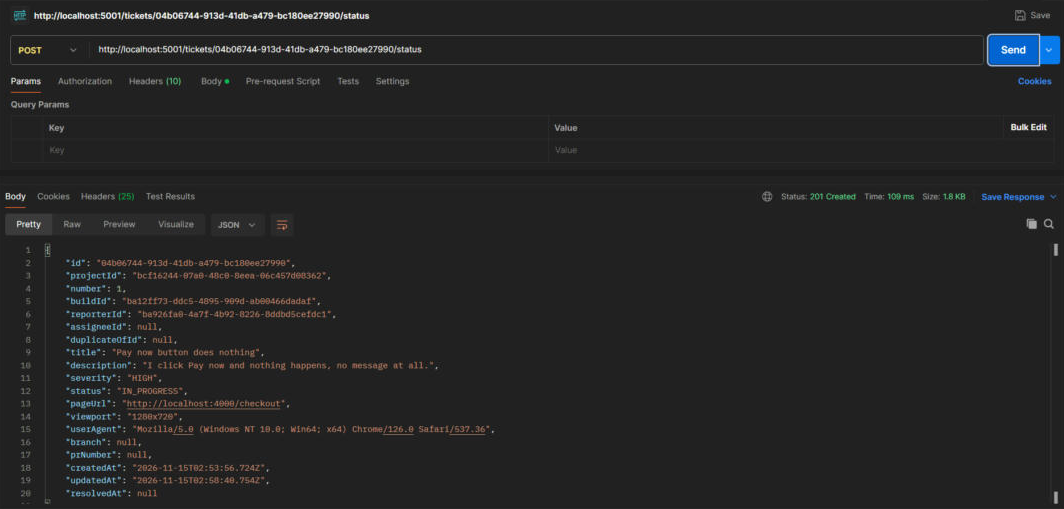 http://localhost:5001/tickets/04b06744-913d-41db-a479-bc180ee27990/status
Save
POST
http://localhost:5001/tickets/04b06744-913d-41db-a479-bc180ee27990/status
Send
Params Authorization Headers (10) Body Pre-request Script Tests Settings Cookies
Query Params
Key Value Bulk Edit
Key Value
Body Cookies Headers (25) Test Results Status: 201 Created Time: 109 ms Size: 1.8 KB Save Response
Pretty Raw Preview Visualize JSON
1 {
2 "id": "04b06744-913d-41db-a479-bc180ee27990",
3 "projectId": "bcf16244-07a0-48c0-8eea-06c457d08362",
4 "number": 1,
5 "buildId": "ba12ff73-ddc5-4895-909d-ab00466dadaf",
6 "reporterId": "ba926fa0-4a7f-4b92-8226-8ddbd5cefdc1",
7 "assigneeId": null,
8 "duplicateOfId": null,
9 "title": "Pay now button does nothing",
10 "description": "I click Pay now and nothing happens, no message at all.",
11 "severity": "HIGH",
12 "status": "IN_PROGRESS",
13 "pageUrl": "http://localhost:4000/checkout",
14 "viewport": "1280x720",
15 "userAgent": "Mozilla/5.0 (Windows NT 10.0; Win64; x64) Chrome/126.0 Safari/537.36",
16 "branch": null,
17 "prNumber": null,
18 "createdAt": "2026-11-15T02:53:56.724Z",
19 "updatedAt": "2026-11-15T02:58:40.754Z",
20 "resolvedAt": null